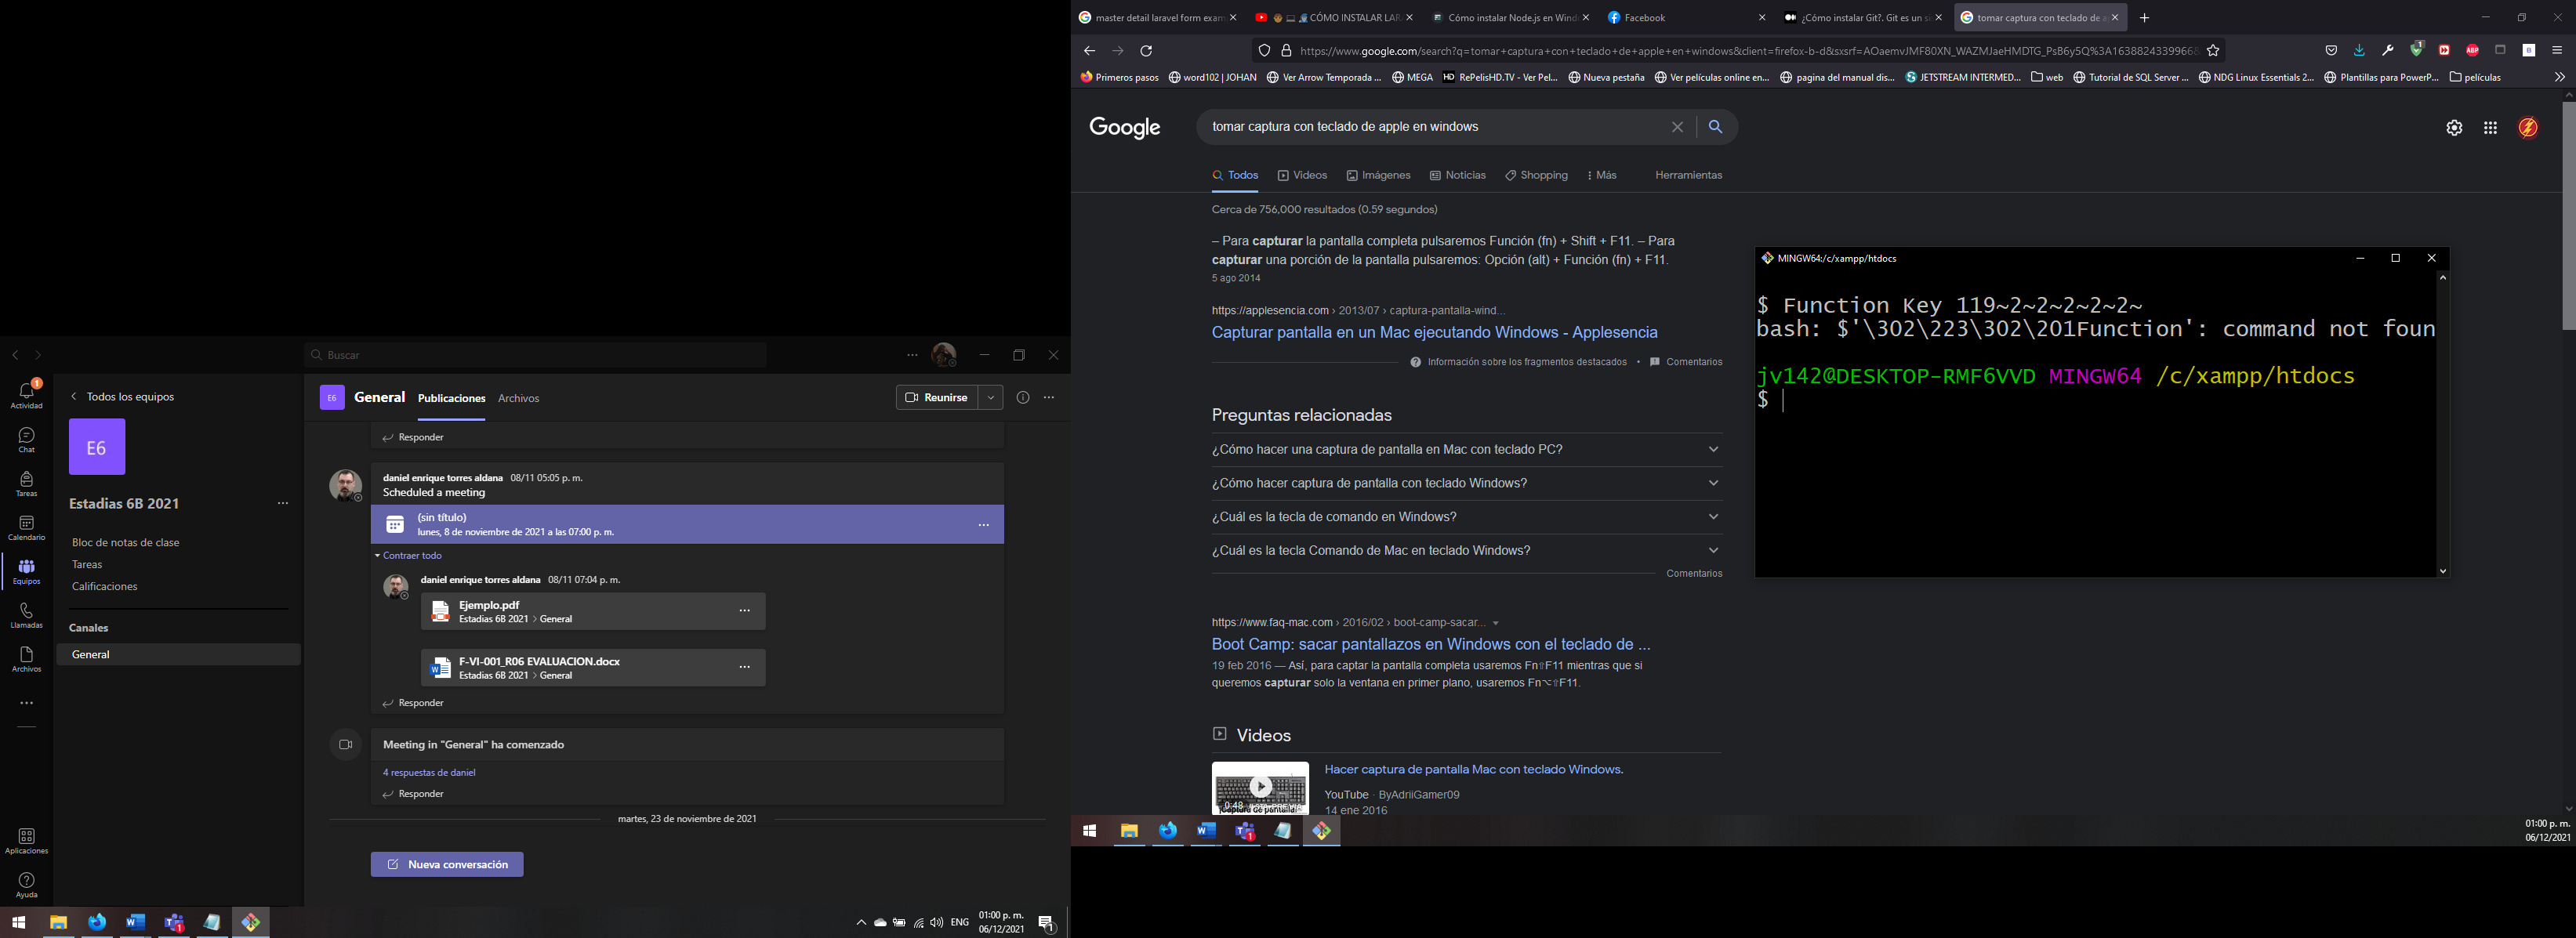 Buscar
Actividad
1
Chat
Tareas
Calendario
Equipos
Llamadas
Archivos
Aplicaciones
Ayuda
Todos los equipos
E6
Estadias 6B 2021
Bloc de notas de clase
Tareas
Calificaciones
Canales
General
E6
General
Publicaciones
Archivos
Reunirse
Responder
daniel enrique torres aldana 08/11 05:05 p. m.
Scheduled a meeting
(sin título)
lunes, 8 de noviembre de 2021 a las 07:00 p. m.
Contraer todo
daniel enrique torres aldana 08/11 07:04 p. m.
Ejemplo.pdf
Estadias 6B 2021 > General
F-VI-001_R06 EVALUACION.docx
Estadias 6B 2021 > General
Responder
Meeting in "General" ha comenzado
4 respuestas de daniel
Responder
martes, 23 de noviembre de 2021
Nueva conversación
ENG
01:00 p. m.
06/12/2021
1
master detail laravel form exam
CÓMO INSTALAR LAR
Cómo instalar Node.js en Wind
Facebook
¿Cómo instalar Git?. Git es un s
tomar captura con teclado de a
https://www.google.com/search?q=tomar+captura+con+teclado+de+apple+en+windows&client=firefox-b-d&sxsrf=AOaemvJMF80XN_WAZMJaeHMDTG_PsB6y5Q%3A163882433996
Primeros pasos
word102 | JOHAN
Ver Arrow Temporada ...
MEGA
HD RePelisHD.TV - Ver Pel...
Nueva pestaña
Ver películas online en...
pagina del manual dis...
JETSTREAM INTERMED...
web
Tutorial de SQL Server ...
NDG Linux Essentials 2...
Plantillas para PowerP...
películas
Google
tomar captura con teclado de apple en windows
Todos
Videos
Imágenes
Noticias
Shopping
Más
Herramientas
Cerca de 756,000 resultados (0.59 segundos)
– Para capturar la pantalla completa pulsaremos Función (fn) + Shift + F11. – Para
capturar una porción de la pantalla pulsaremos: Opción (alt) + Función (fn) + F11.
5 ago 2014
https://applesencia.com › 2013/07 › captura-pantalla-wind...
Capturar pantalla en un Mac ejecutando Windows - Applesencia
Información sobre los fragmentos destacados • Comentarios
Preguntas relacionadas
¿Cómo hacer una captura de pantalla en Mac con teclado PC?
¿Cómo hacer captura de pantalla con teclado Windows?
¿Cuál es la tecla de comando en Windows?
¿Cuál es la tecla Comando de Mac en teclado Windows?
Comentarios
https://www.faq-mac.com › 2016/02 › boot-camp-sacar...
Boot Camp: sacar pantallazos en Windows con el teclado de ...
19 feb 2016 — Así, para captar la pantalla completa usaremos Fn⇧F11 mientras que si
queremos capturar solo la ventana en primer plano, usaremos Fn⌥⇧F11.
Videos
0:48
Hacer captura de pantalla Mac con teclado Windows.
YouTube · ByAdriiGamer09
14 ene 2016
MINGW64:/c/xampp/htdocs
$ Function Key 119~2~2~2~2~2~
bash: $'\302\223\302\201Function': command not foun
jv142@DESKTOP-RMF6VVD MINGW64 /c/xampp/htdocs
$
01:00 p. m.
06/12/2021